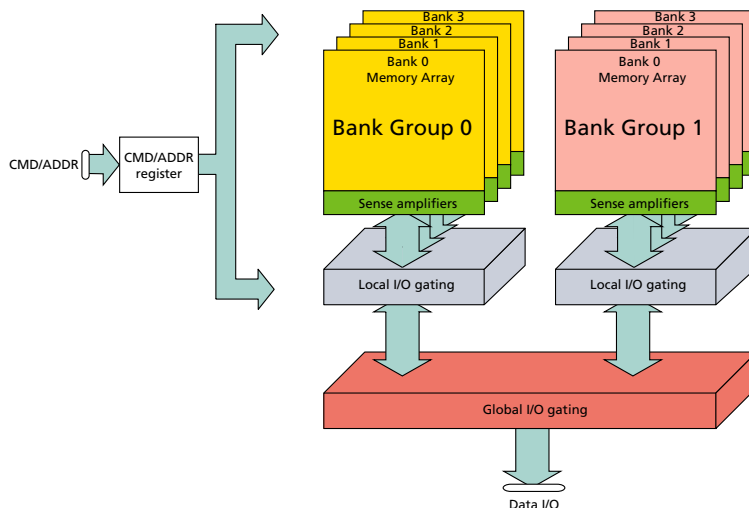 Bank 3
Bank 2
Bank 1
Bank 0
Memory Array
Bank Group 0
Sense amplifiers
Bank 3
Bank 2
Bank 1
Bank 0
Memory Array
Bank Group 1
Sense amplifiers
CMD/ADDR
CMD/ADDR
register
Local I/O gating
Local I/O gating
Global I/O gating
Data I/O